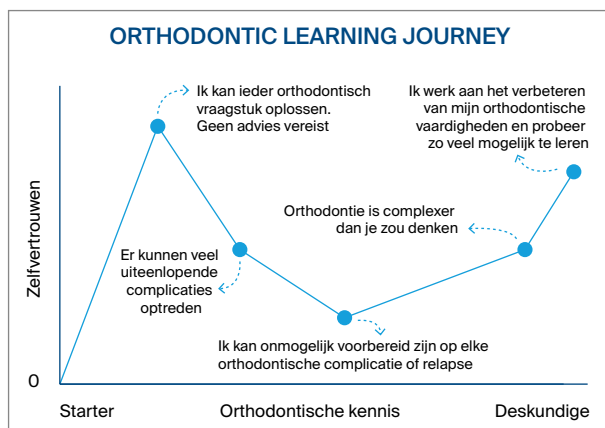 ORTHODONTIC LEARNING JOURNEY
Ik kan ieder orthodontisch
vraagstuk oplossen.
Geen advies vereist
Ik werk aan het verbeteren
van mijn orthodontische
vaardigheden en probeer
zo veel mogelijk te leren
Orthodontie is complexer
dan je zou denken
Er kunnen veel
uiteenlopende
complicaties
optreden
Ik kan onmogelijk voorbereid zijn op elke
orthodontische complicatie of relapse
Zelfvertrouwen
0
Starter
Orthodontische kennis
Deskundige